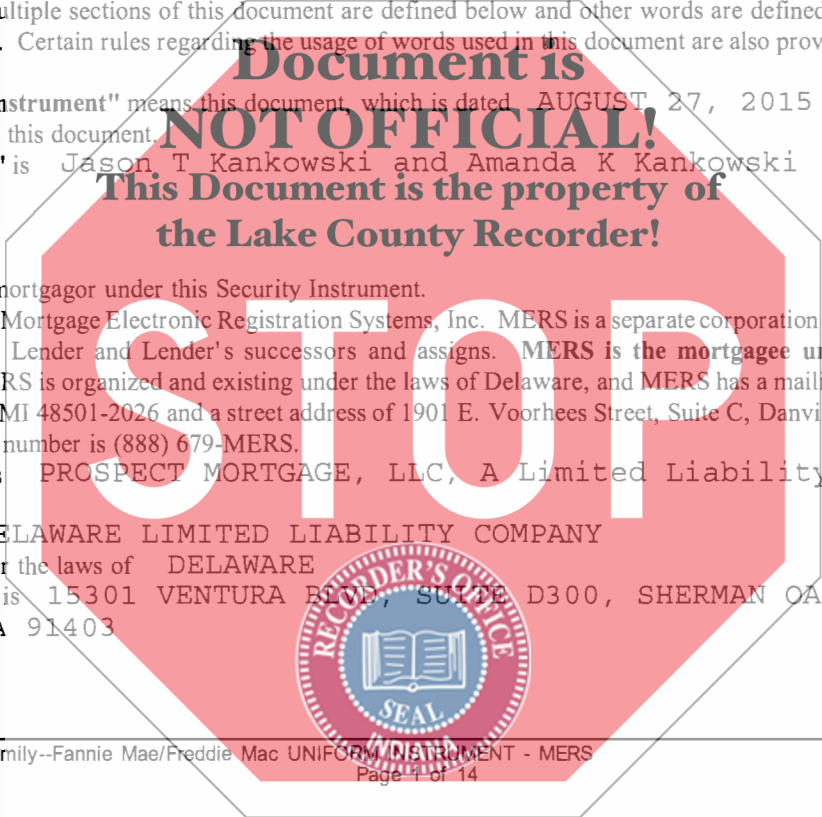 ultiple sections of this document are defined below and other words are defined
. Certain rules regarding the usage of words used in this document are also prov
Document is
nstrument" means this document, which is dated AUGUST 27, 2015
this document.
NOT OFFICIAL!
" is Jason T Kankowski and Amanda K Kankowski
This Document is the property of
the Lake County Recorder!
nortgagor under this Security Instrument.
Mortgage Electronic Registration Systems, Inc. MERS is a separate corporation
Lender and Lender's successors and assigns. MERS is the mortgagee un
RS is organized and existing under the laws of Delaware, and MERS has a maili
MI 48501-2026 and a street address of 1901 E. Voorhees Street, Suite C, Danvi
number is (888) 679-MERS.
STOP
PROSPECT MORTGAGE, LLC, A Limited Liability
ELAWARE LIMITED LIABILITY COMPANY
r the laws of DELAWARE
is 15301 VENTURA BLVD, SUITE D300, SHERMAN OA
A 91403
RECORDER'S OFFICE
SEAL
INDIANA
mily--Fannie Mae/Freddie Mac UNIFORM INSTRUMENT - MERS
Page 1 of 14